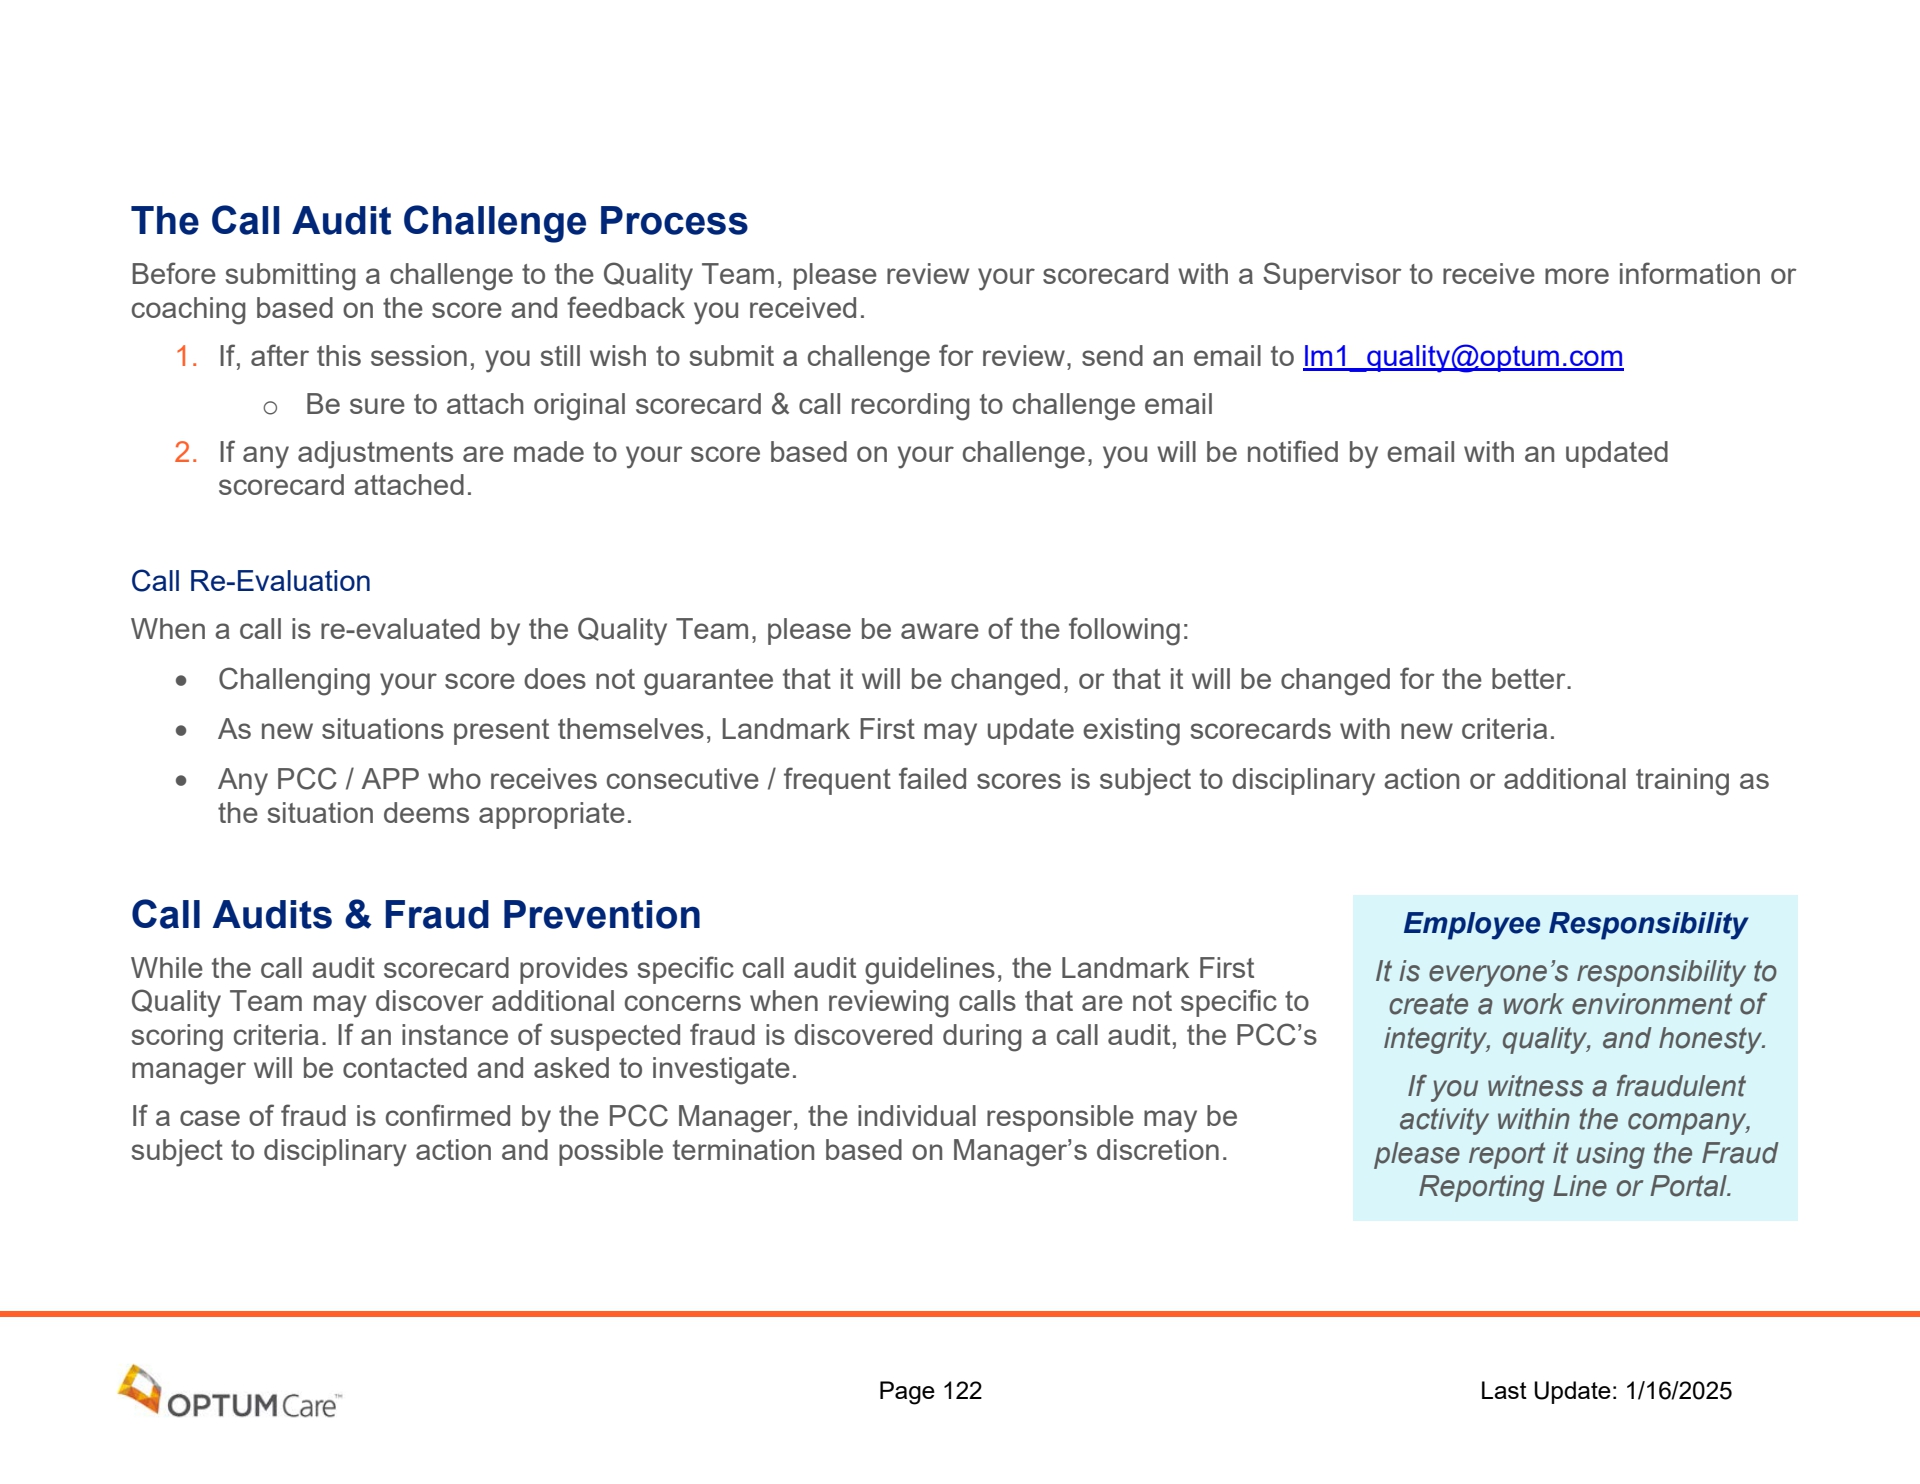 The Call Audit Challenge Process
Before submitting a challenge to the Quality Team, please review your scorecard with a Supervisor to receive more information or
coaching based on the score and feedback you received.
1. If, after this session, you still wish to submit a challenge for review, send an email to lm1_quality@optum.com
o Be sure to attach original scorecard & call recording to challenge email
2. If any adjustments are made to your score based on your challenge, you will be notified by email with an updated
scorecard attached.
Call Re-Evaluation
When a call is re-evaluated by the Quality Team, please be aware of the following:
• Challenging your score does not guarantee that it will be changed, or that it will be changed for the better.
• As new situations present themselves, Landmark First may update existing scorecards with new criteria.
• Any PCC / APP who receives consecutive / frequent failed scores is subject to disciplinary action or additional training as
the situation deems appropriate.
Call Audits & Fraud Prevention
While the call audit scorecard provides specific call audit guidelines, the Landmark First
Quality Team may discover additional concerns when reviewing calls that are not specific to
scoring criteria. If an instance of suspected fraud is discovered during a call audit, the PCC’s
manager will be contacted and asked to investigate.
If a case of fraud is confirmed by the PCC Manager, the individual responsible may be
subject to disciplinary action and possible termination based on Manager’s discretion.
Employee Responsibility
It is everyone’s responsibility to
create a work environment of
integrity, quality, and honesty.
If you witness a fraudulent
activity within the company,
please report it using the Fraud
Reporting Line or Portal.
OPTUM Care™
Page 122
Last Update: 1/16/2025